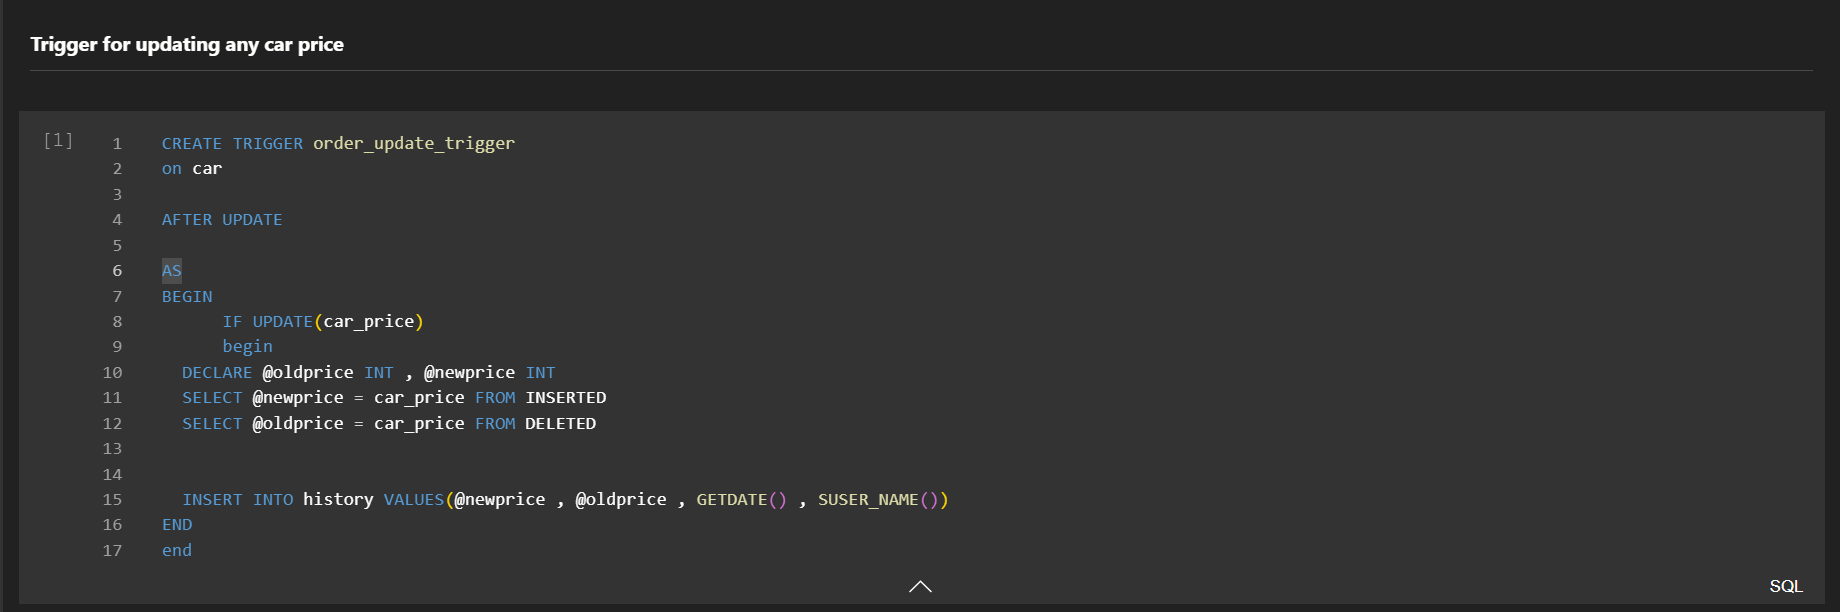 Trigger for updating any car price
[1]
1 CREATE TRIGGER order_update_trigger
2 on car
3
4 AFTER UPDATE
5
6 AS
7 BEGIN
8 IF UPDATE(car_price)
9 begin
10 DECLARE @oldprice INT , @newprice INT
11 SELECT @newprice = car_price FROM INSERTED
12 SELECT @oldprice = car_price FROM DELETED
13
14
15 INSERT INTO history VALUES(@newprice , @oldprice , GETDATE() , SUSER_NAME())
16 END
17 end
SQL